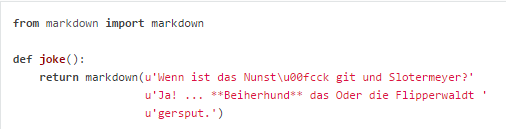 from markdown import markdown
def joke():
return markdown(u'Wenn ist das Nunst\u00fcck git und Slotermeyer?'
u'Ja! ... **Beiherhund** das Oder die Flipperwaldt '
u'gersput.')